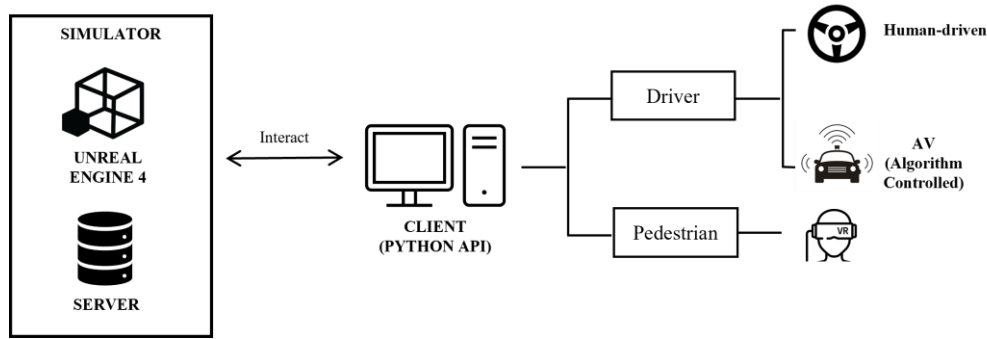 SIMULATOR
UNREAL
ENGINE 4
SERVER
Interact
CLIENT
(PYTHON API)
Driver
Pedestrian
Human-driven
AV
(Algorithm
Controlled)
VR